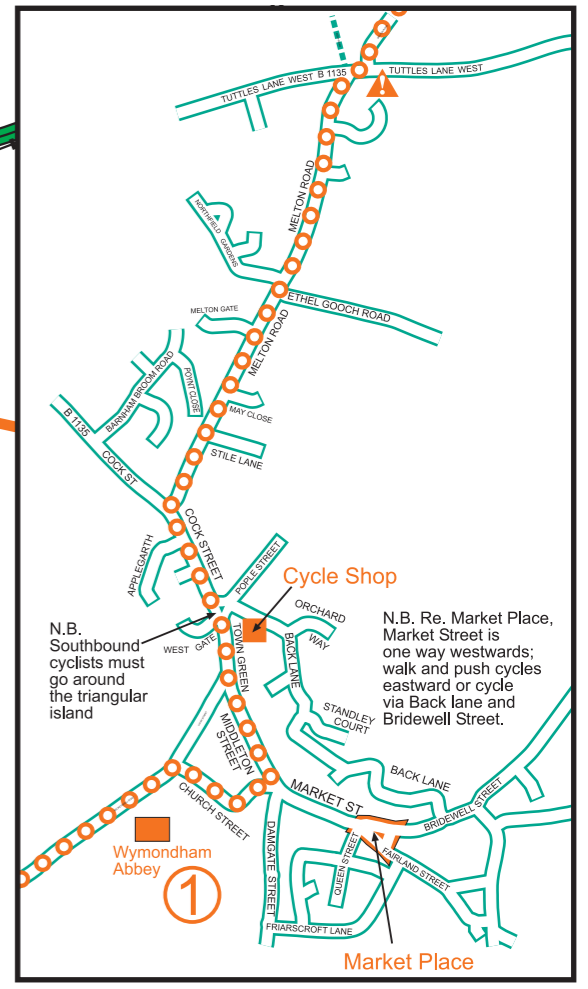 TUTTLES LANE WEST B 1135
TUTTLES LANE WEST
MELTON ROAD
NORTHFIELD
GARDENS
ETHEL GOOCH ROAD
MELTON GATE
MELTON ROAD
BARNHAM BROOM ROAD
POYNT CLOSE
MAY CLOSE
B 1135
COCK ST
STILE LANE
COCK STREET
APPLEGARTH
POPLE STREET
Cycle Shop
ORCHARD
WAY
N.B.
Southbound
cyclists must
go around
the triangular
island
WEST GATE
TOWN GREEN
BACK LANE
N.B. Re. Market Place,
Market Street is
one way westwards;
walk and push cycles
eastward or cycle
via Back lane and
Bridewell Street.
STANDLEY
COURT
MIDDLETON
STREET
BACK LANE
MARKET ST
BRIDEWELL STREET
CHURCH STREET
Wymondham
Abbey
1
DAMGATE STREET
QUEEN STREET
FAIRLAND STREET
FRIARSCROFT LANE
Market Place